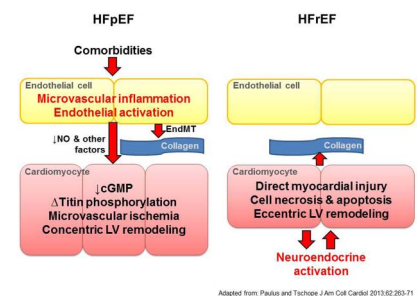 HFpEF
Comorbidities
Endothelial cell
Microvascular inflammation
Endothelial activation
↓NO & other
factors
EndMT
Collagen
Cardiomyocyte
↓cGMP
ΔTitin phosphorylation
Microvascular ischemia
Concentric LV remodeling
HFrEF
Endothelial cell
Collagen
Cardiomyocyte
Direct myocardial injury
Cell necrosis & apoptosis
Eccentric LV remodeling
Neuroendocrine
activation
Adapted from: Paulus and Tschope J Am Coll Cardiol 2013;62:263-71